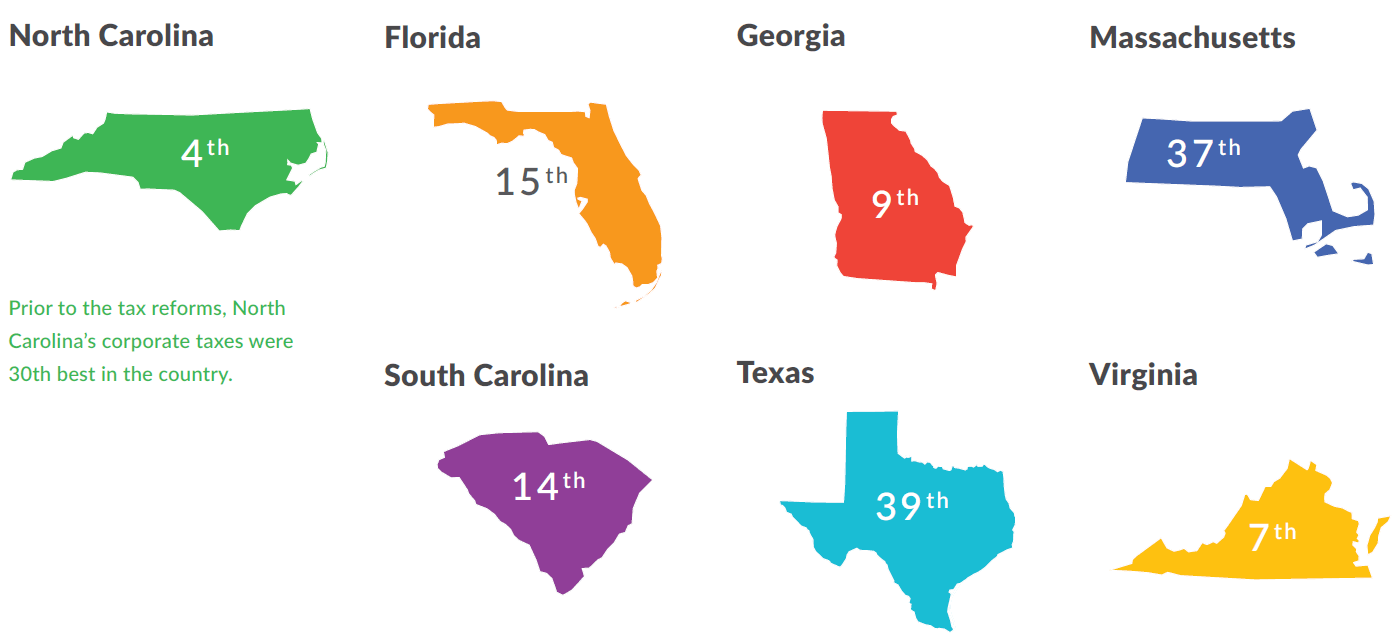 North Carolina
4th
Prior to the tax reforms, North
Carolina’s corporate taxes were
30th best in the country.
Florida
15th
Georgia
9th
Massachusetts
37th
South Carolina
14th
Texas
39th
Virginia
7th